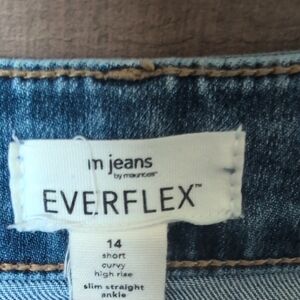 m jeans
by maurices
EVERFLEX™
14
short
curvy
high rise
slim straight
ankle